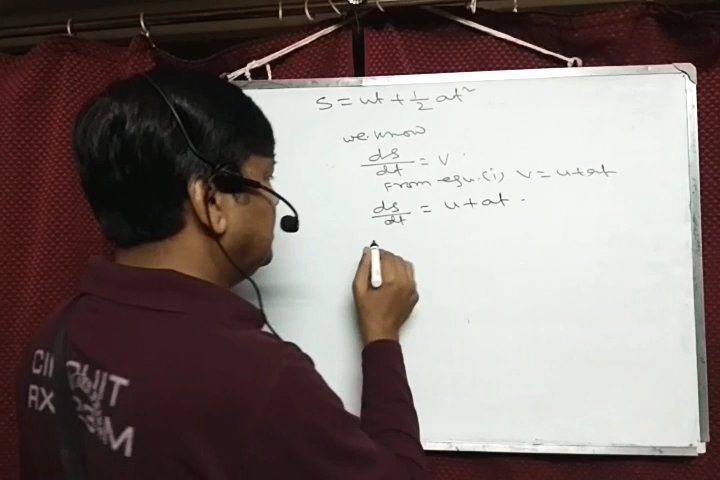 S = ut + 1/2 at²
we know
ds/dt = v
From equ.(i) v = u+at
ds/dt = u+at .